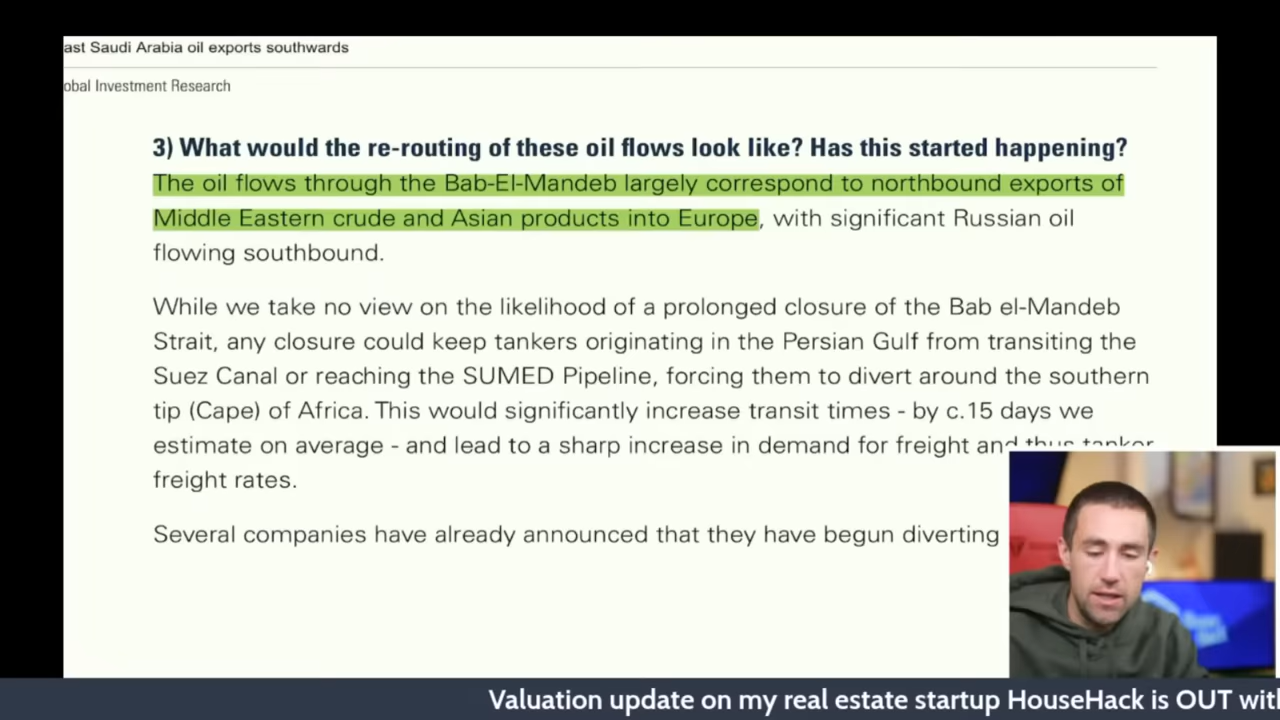 ast Saudi Arabia oil exports southwards
obal Investment Research
3) What would the re-routing of these oil flows look like? Has this started happening?
The oil flows through the Bab-El-Mandeb largely correspond to northbound exports of
Middle Eastern crude and Asian products into Europe, with significant Russian oil
flowing southbound.
While we take no view on the likelihood of a prolonged closure of the Bab el-Mandeb
Strait, any closure could keep tankers originating in the Persian Gulf from transiting the
Suez Canal or reaching the SUMED Pipeline, forcing them to divert around the southern
tip (Cape) of Africa. This would significantly increase transit times - by c.15 days we
estimate on average - and lead to a sharp increase in demand for freight and thus tanker
freight rates.
Several companies have already announced that they have begun diverting
Valuation update on my real estate startup HouseHack is OUT wit